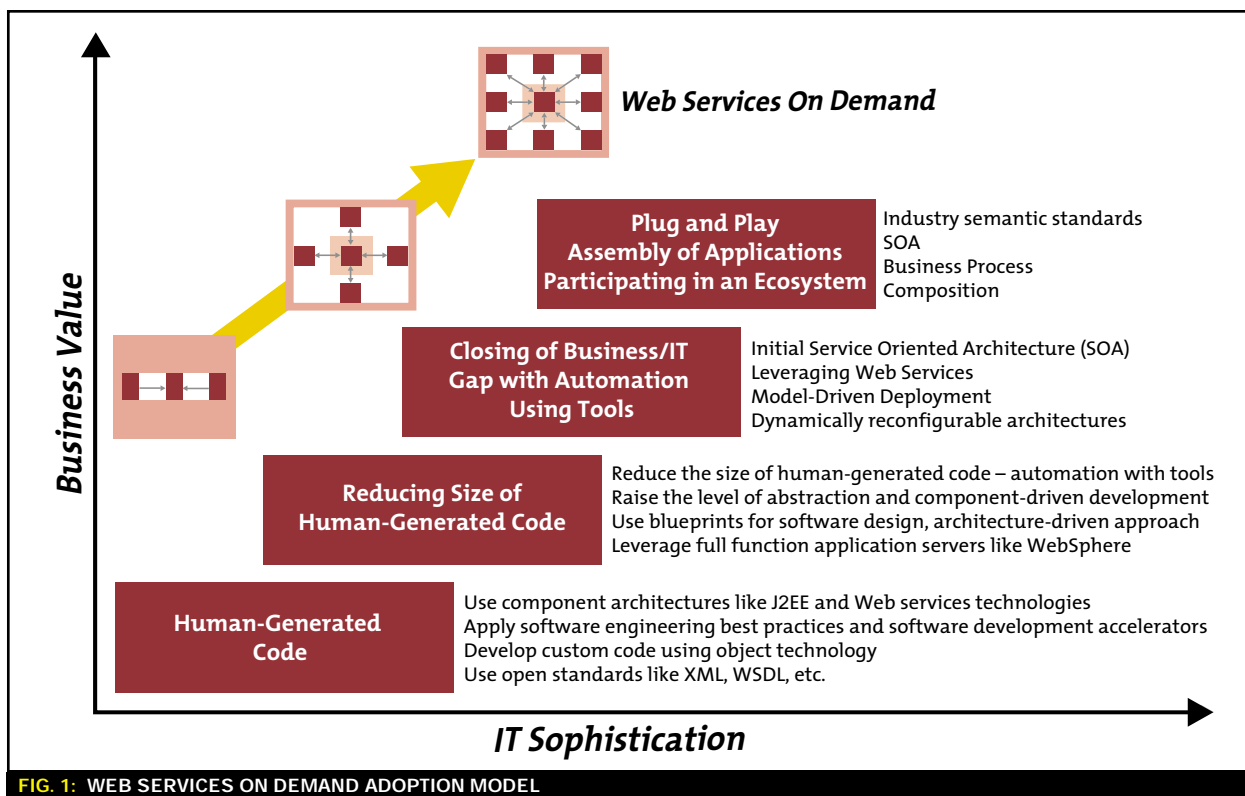 Web Services On Demand
Business Value
Plug and Play
Assembly of Applications
Participating in an Ecosystem
Industry semantic standards
SOA
Business Process
Composition
Closing of Business/IT
Gap with Automation
Using Tools
Initial Service Oriented Architecture (SOA)
Leveraging Web Services
Model-Driven Deployment
Dynamically reconfigurable architectures
Reducing Size of
Human-Generated Code
Reduce the size of human-generated code – automation with tools
Raise the level of abstraction and component-driven development
Use blueprints for software design, architecture-driven approach
Leverage full function application servers like WebSphere
Human-Generated
Code
Use component architectures like J2EE and Web services technologies
Apply software engineering best practices and software development accelerators
Develop custom code using object technology
Use open standards like XML, WSDL, etc.
IT Sophistication
FIG. 1: WEB SERVICES ON DEMAND ADOPTION MODEL